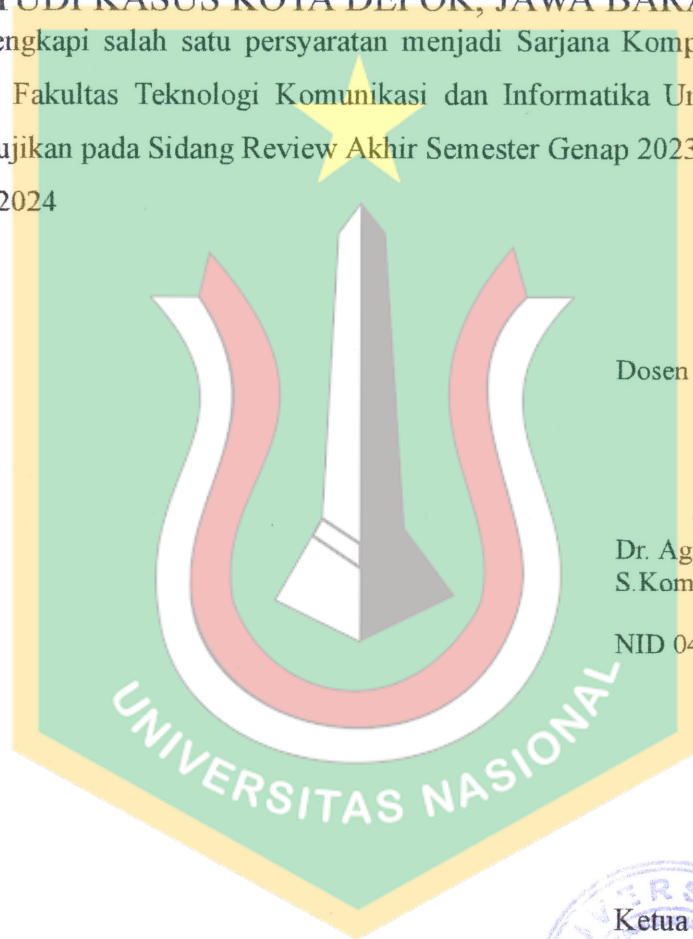 TUDI KASUS KOTA DEPOK, JAWA BARA
engkapi salah satu persyaratan menjadi Sarjana Komp
Fakultas Teknologi Komunikasi dan Informatika Un
ujikan pada Sidang Review Akhir Semester Genap 2023
2024
Dosen
Dr. Ag
S.Kom
NID 04
UNIVERSITAS NASIONAL
VERS
Ketua